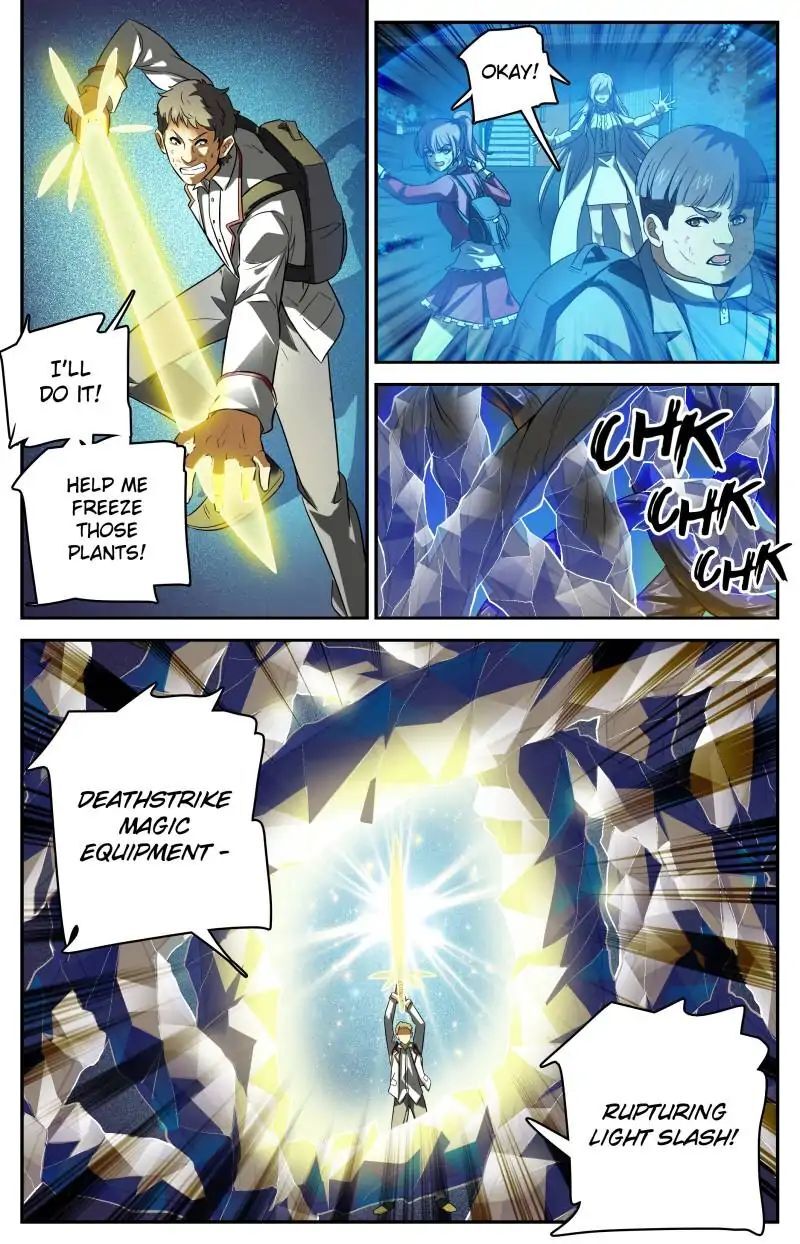 I'LL
DO IT!
HELP ME
FREEZE
THOSE
PLANTS!
OKAY!
CHK
CHK
CHK
DEATHSTRIKE
MAGIC
EQUIPMENT -
RUPTURING
LIGHT SLASH!